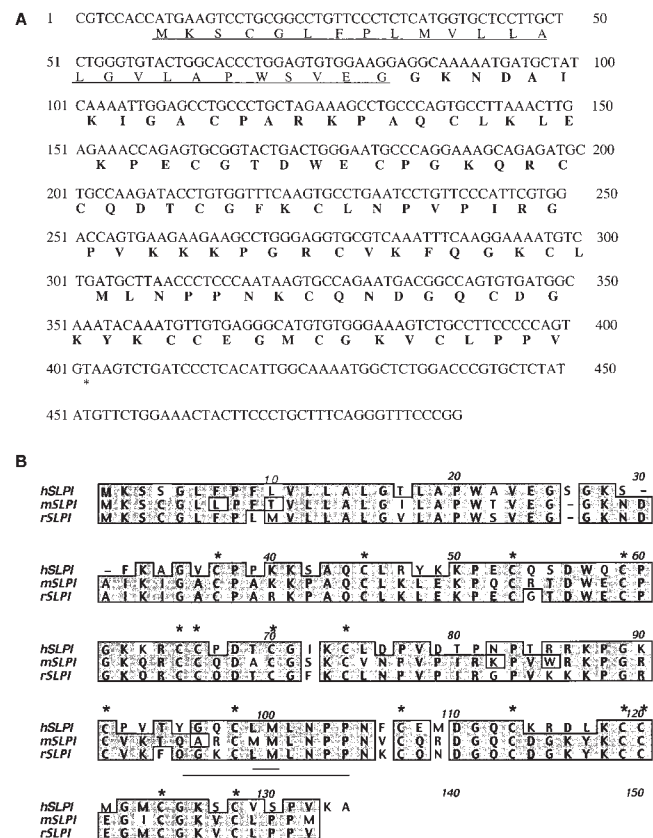 A
1 CGTCCACCATGAAGTCCTGCGGCCTGTTCCCTCTCATGGTGCTCCTTGCT 50
M K S C G L F P L M V L L A
51 CTGGGTGTACTGGCACCCTGGAGTGTGGAAGGAGGCAAAAATGATGCTAT 100
L G V L A P W S V E G G K N D A I
101 CAAAATTGGAGCCTGCCCTGCTAGAAAGCCTGCCCAGTGCCTTAAACTTG 150
K I G A C P A R K P A Q C L K L E
151 AGAAACCAGAGTGCGGTACTGACTGGGAATGCCCAGGAAAGCAGAGATGC 200
K P E C G T D W E C P G K Q R C
201 TGCCAAGATACCTGTGGTTTCAAGTGCCTGAATCCTGTTCCCATTCGTGG 250
C Q D T C G F K C L N P V P I R G
251 ACCAGTGAAGAAGAAGCCTGGGAGGTGCGTCAAATTTCAAGGAAAATGTC 300
P V K K K P G R C V K F Q G K C L
301 TGATGCTTAACCCTCCCAATAAGTGCCAGAATGACGGCCAGTGTGATGGC 350
M L N P P N K C Q N D G Q C D G
351 AAATACAAATGTTGTGAGGGCATGTGTGGGAAAGTCTGCCTTCCCCCAGT 400
K Y K C C E G M C G K V C L P P V
401 GTAAGTCTGATCCCTCACATTGGCAAAATGGCTCTGGACCCGTGCTCTAT 450
*
451 ATGTTCTGGAAACTACTTCCCTGCTTTCAGGGTTTCCCGG
B
10 20 30
hSLPI M K S S G L F P F L V L L A L G T L A P W A V E G S G K S -
mSLPI M K S C G L L P F T V L L A L G I L A P W T V E G - G K N D
rSLPI M K S C G L F P L M V L L A L G V L A P W S V E G - G K N D
* 40 * 50 * * 60
hSLPI - F K A G V C P P K K S A Q C L R Y K K P E C Q S D W Q C P
mSLPI A I K I G A C P A K K P A Q C L K L E K P Q C R T D W E C P
rSLPI A I K I G A C P A R K P A Q C L K L E K P E C G T D W E C P
* * * 70 * 80 90
hSLPI G K K R C C P D T C G I K C L D P V D T P N P T R R K P G K
mSLPI G K Q R C C Q D A C G S K C V N P V P I R K P V W R K P G R
rSLPI G K Q R C C Q D T C G F K C L N P V P I R G P V K K K P G R
* * 100 * 110 * * * 120
hSLPI C P V T Y G Q C L M L N P P N F C E M D G Q C K R D L K C C
mSLPI C V K T Q A R C M M L N P P N V C Q R D G Q C D G K Y K C C
rSLPI C V K F Q G K C L M L N P P N K C Q N D G Q C D G K Y K C C
* * 130 140 150
hSLPI M G M C G K S C V S P V K A
mSLPI E G I C G K V C L P P M
rSLPI E G M C G K V C L P P V